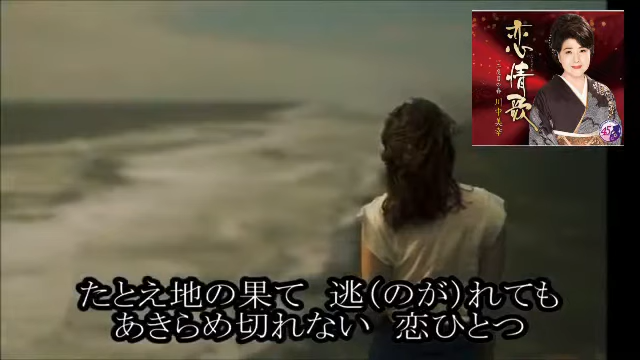 恋情歌
川中美幸
たとえ地の果て 逃(のが)れても
あきらめ切れない 恋ひとつ